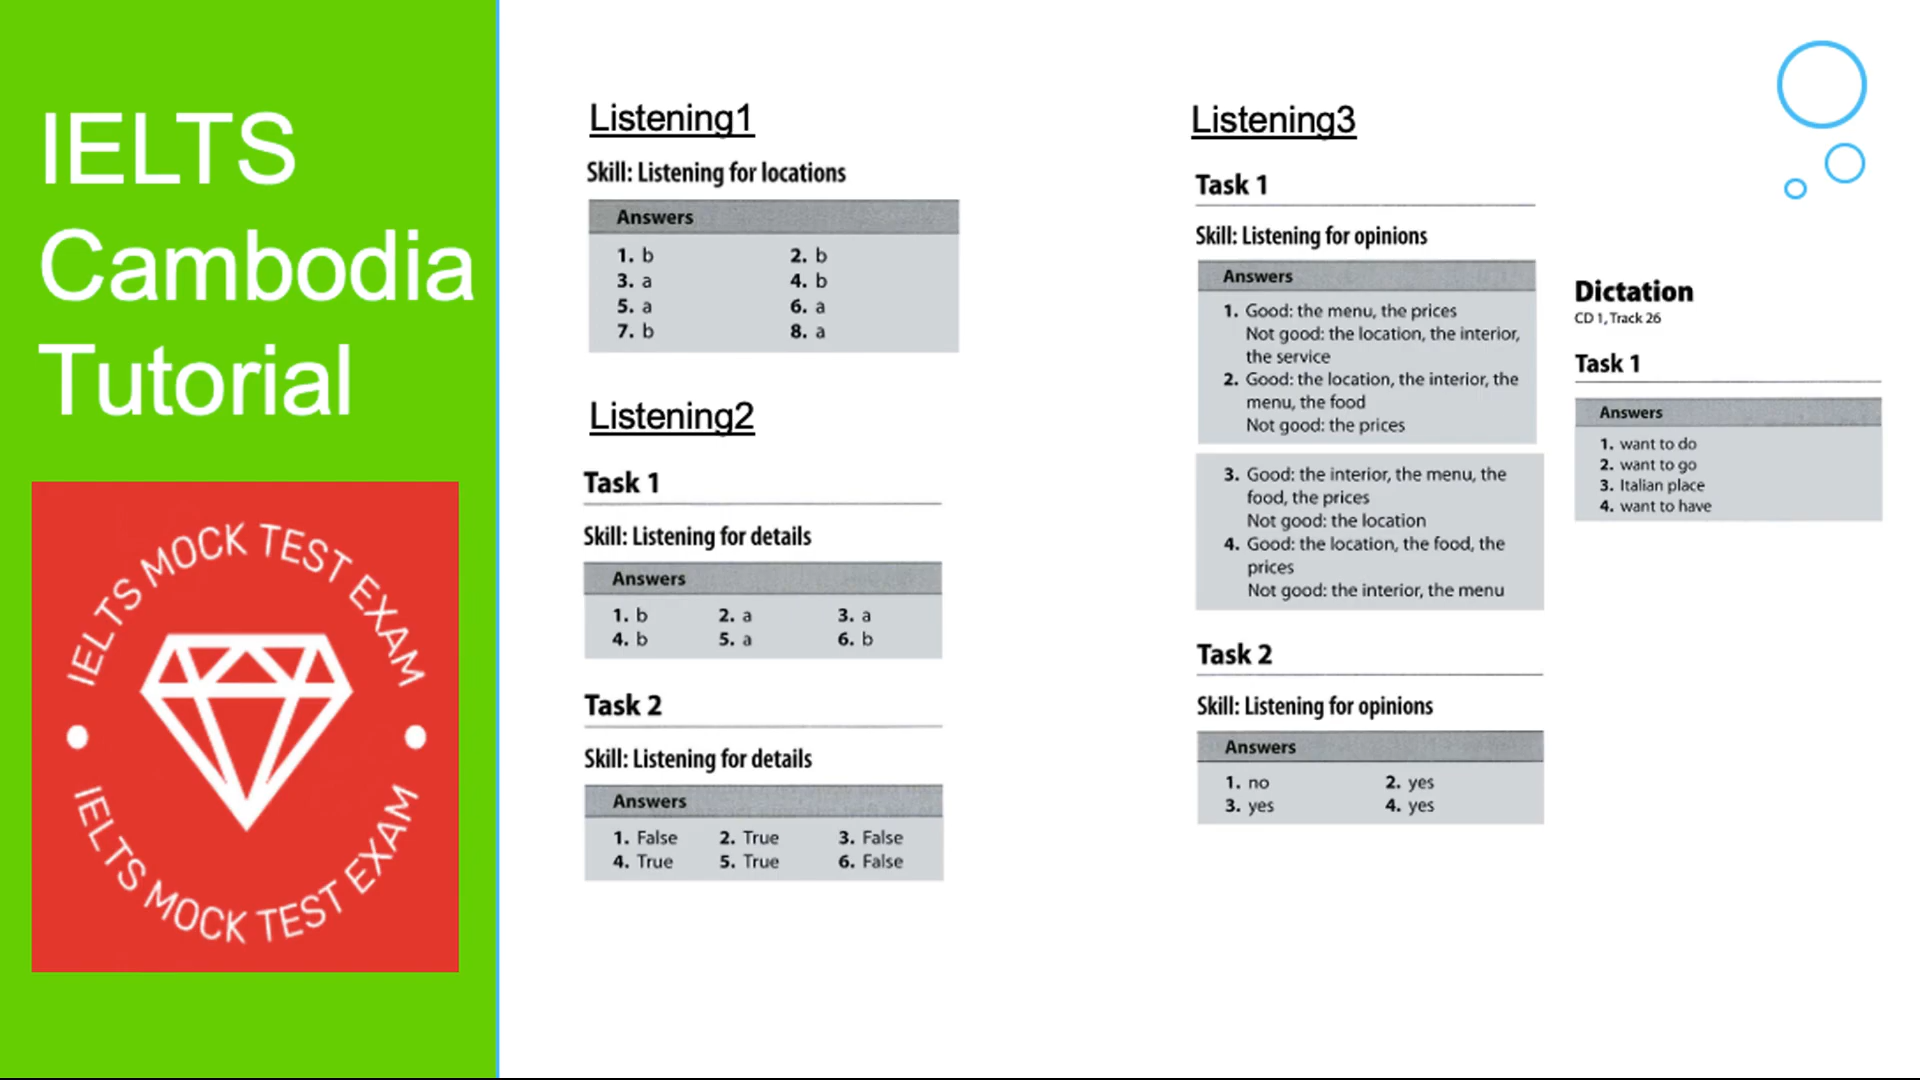 IELTS
Cambodia
Tutorial
IELTS MOCK TEST EXAM
IELTS MOCK TEST EXAM
Listening1
Skill: Listening for locations
Answers
1. b 2. b
3. a 4. b
5. a 6. a
7. b 8. a
Listening2
Task 1
Skill: Listening for details
Answers
1. b 2. a 3. a
4. b 5. a 6. b
Task 2
Skill: Listening for details
Answers
1. False 2. True 3. False
4. True 5. True 6. False
Listening3
Task 1
Skill: Listening for opinions
Answers
1. Good: the menu, the prices
Not good: the location, the interior,
the service
2. Good: the location, the interior, the
menu, the food
Not good: the prices
3. Good: the interior, the menu, the
food, the prices
Not good: the location
4. Good: the location, the food, the
prices
Not good: the interior, the menu
Task 2
Skill: Listening for opinions
Answers
1. no 2. yes
3. yes 4. yes
Dictation
CD 1, Track 26
Task 1
Answers
1. want to do
2. want to go
3. Italian place
4. want to have